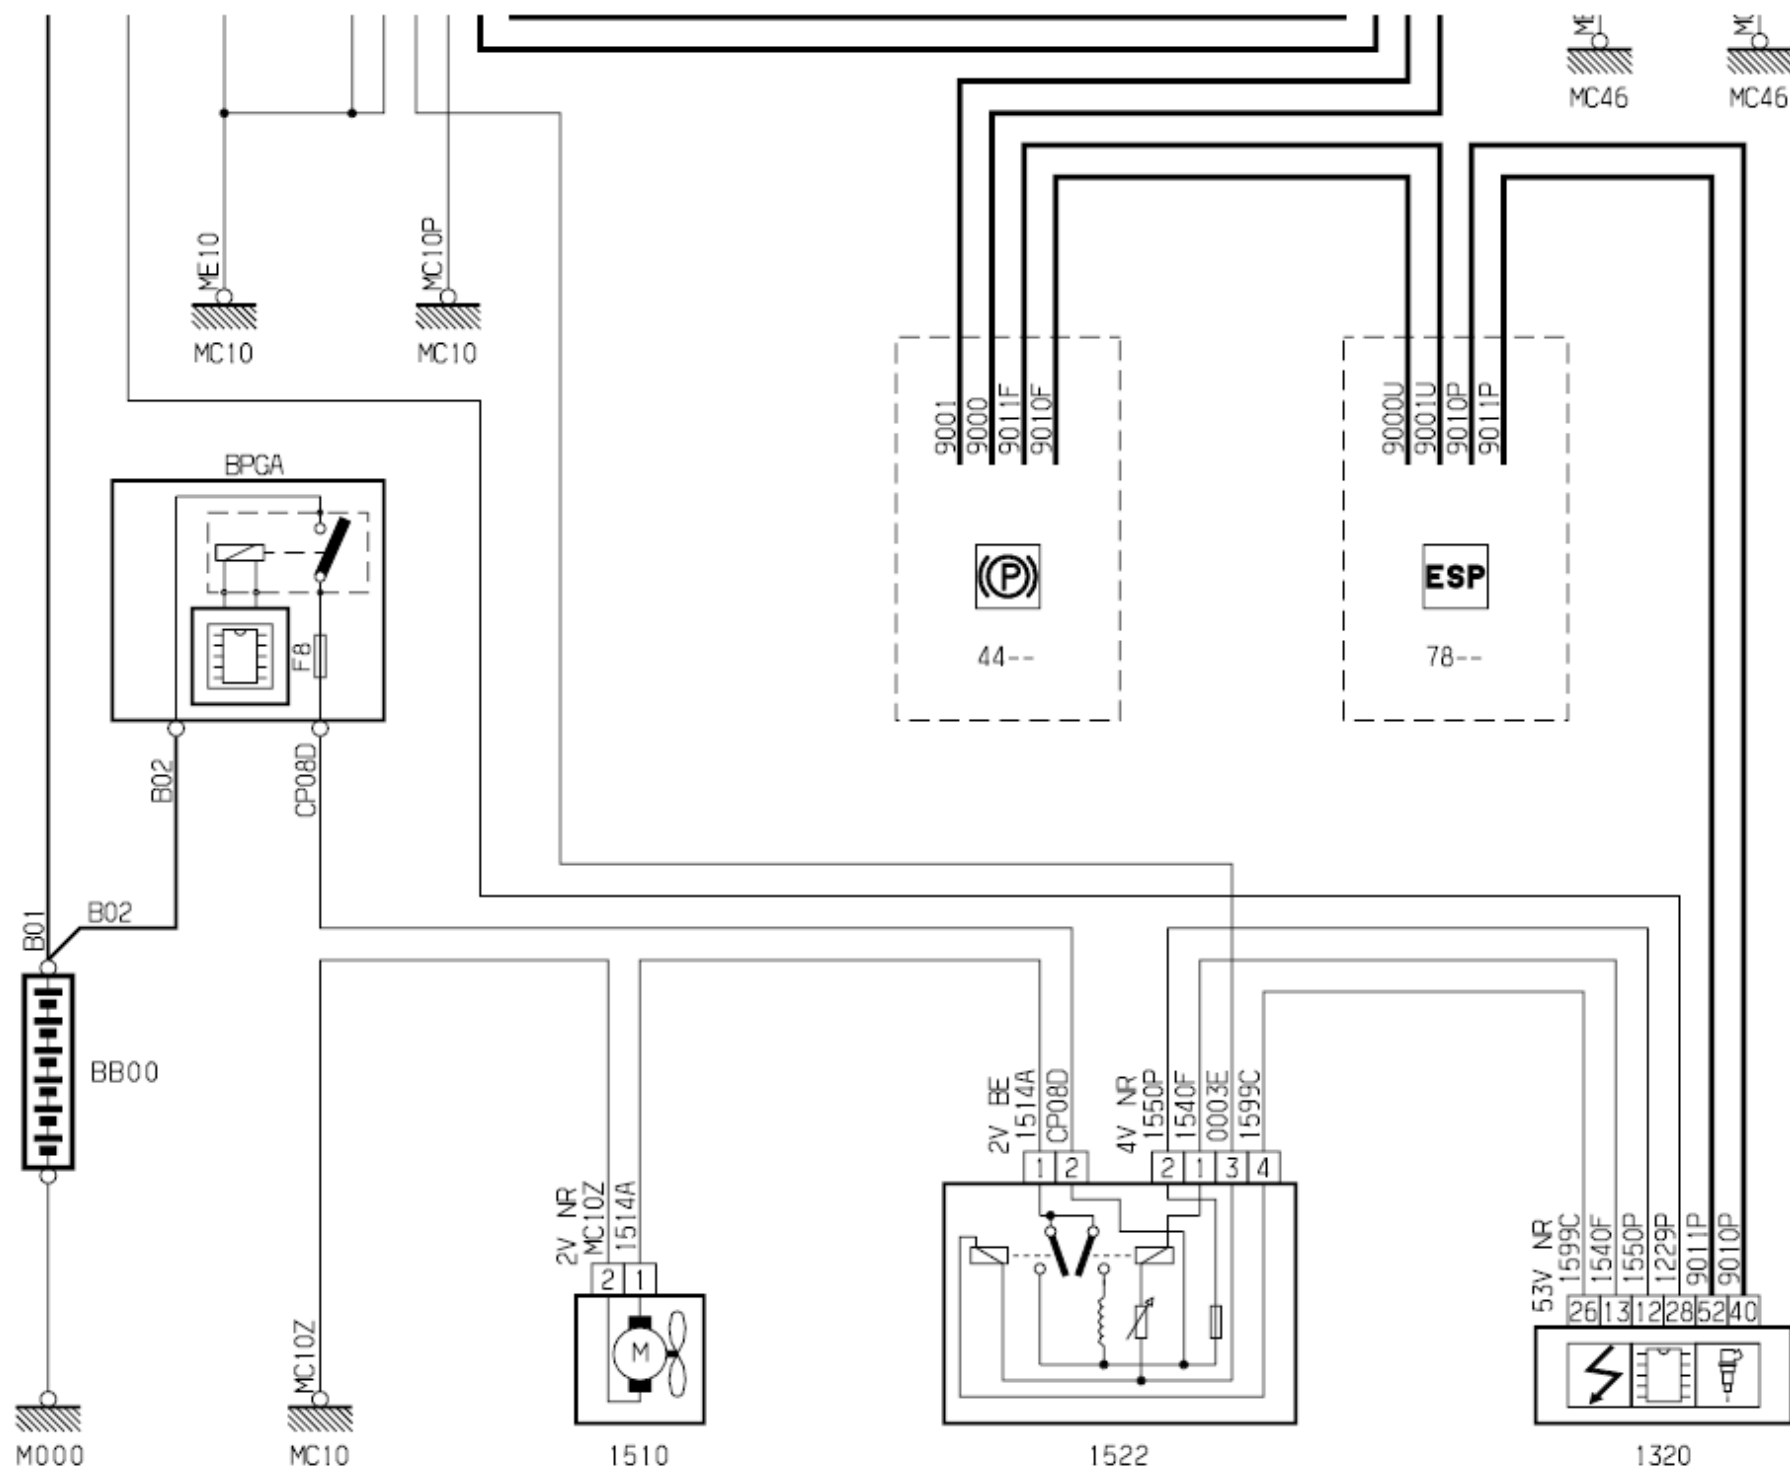 MC46
MC46
ME10
MC10P
MC10
MC10
9001
9000
9011F
9010F
9000U
9001U
9010P
9011P
BPGA
P
ESP
44--
78--
F8
B02
CP08D
B01
B02
BB00
2V BE
1514A
CP08D
4V NR
1550P
1540F
0003E
1599C
1 2
2 1 3 4
2V NR
MC10Z
1514A
2 1
53V NR
1599C
1540F
1550P
1229P
9011P
9010P
26 13 12 28 52 40
M
MC10Z
M000
MC10
1510
1522
1320